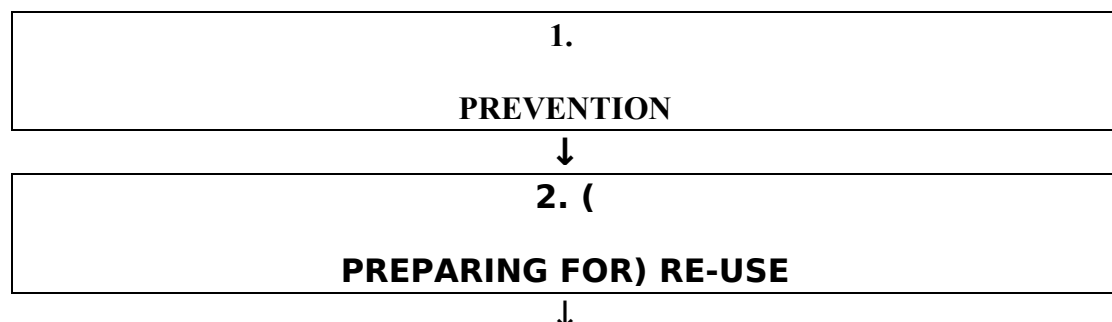 1.
PREVENTION
↓
2. (
PREPARING FOR) RE-USE
↓